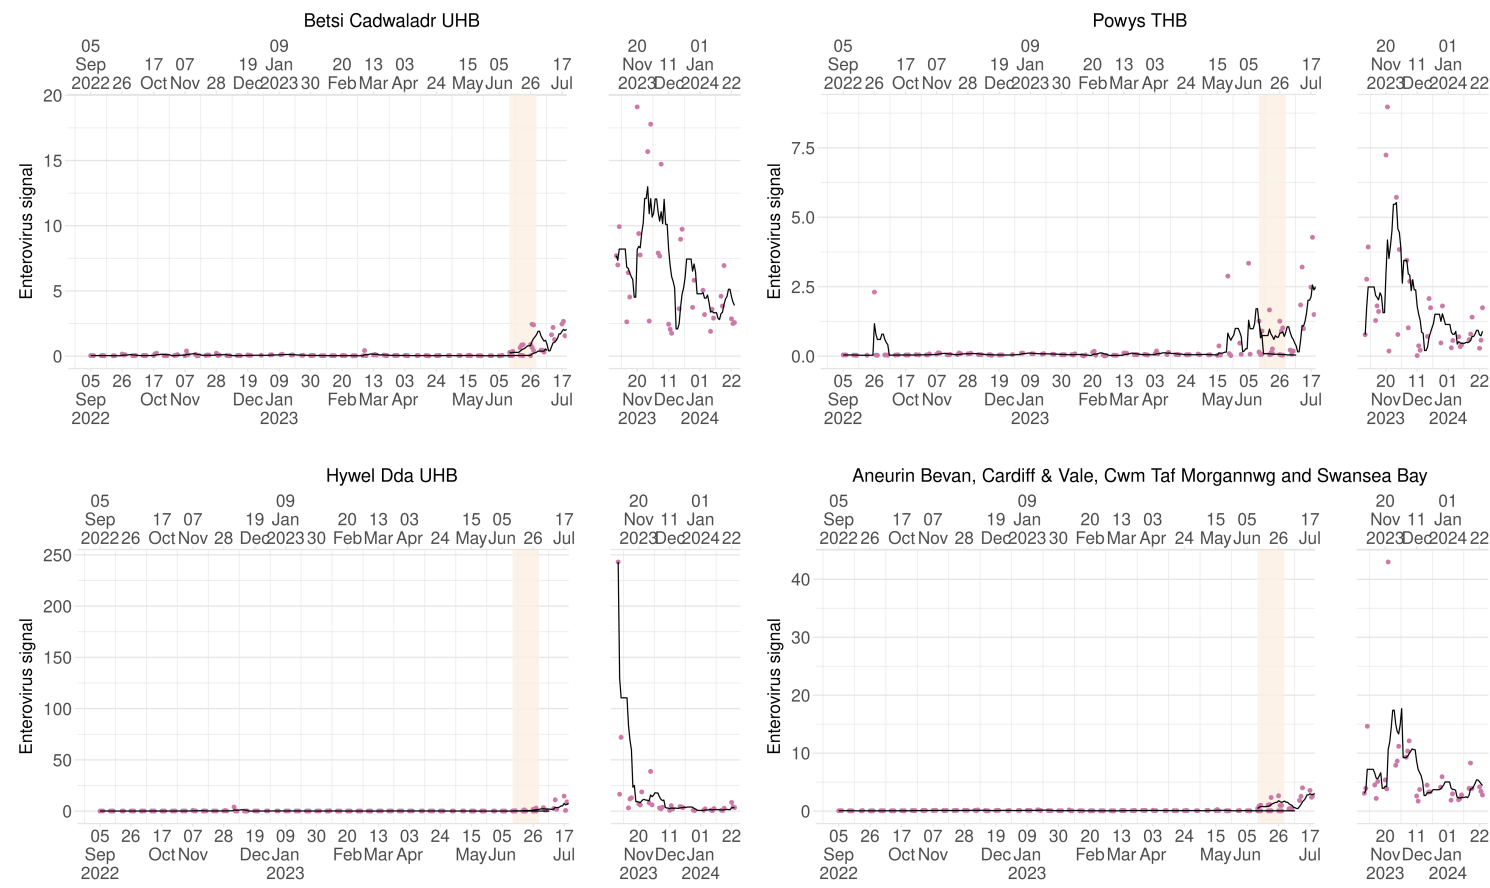 Betsi Cadwaladr UHB
05 09 20 01
Sep 17 07 19 Jan 20 13 03 15 05 17 Nov 11 Jan
2022 26 Oct Nov 28 Dec 2023 30 Feb Mar Apr 24 May Jun 26 Jul 2023 Dec 2024 22
20
15
10
5
0
Enterovirus signal
05 26 17 07 28 19 09 30 20 13 03 24 15 05 26 17 20 11 01 22
Sep Oct Nov Dec Jan Feb Mar Apr May Jun Jul Nov Dec Jan
2022 2023 2023 2024
Powys THB
05 09 20 01
Sep 17 07 19 Jan 20 13 03 15 05 17 Nov 11 Jan
2022 26 Oct Nov 28 Dec 2023 30 Feb Mar Apr 24 May Jun 26 Jul 2023 Dec 2024 22
7.5
5.0
2.5
0.0
Enterovirus signal
05 26 17 07 28 19 09 30 20 13 03 24 15 05 26 17 20 11 01 22
Sep Oct Nov Dec Jan Feb Mar Apr May Jun Jul Nov Dec Jan
2022 2023 2023 2024
Hywel Dda UHB
05 09 20 01
Sep 17 07 19 Jan 20 13 03 15 05 17 Nov 11 Jan
2022 26 Oct Nov 28 Dec 2023 30 Feb Mar Apr 24 May Jun 26 Jul 2023 Dec 2024 22
250
200
150
100
50
0
Enterovirus signal
05 26 17 07 28 19 09 30 20 13 03 24 15 05 26 17 20 11 01 22
Sep Oct Nov Dec Jan Feb Mar Apr May Jun Jul Nov Dec Jan
2022 2023 2023 2024
Aneurin Bevan, Cardiff & Vale, Cwm Taf Morgannwg and Swansea Bay
05 09 20 01
Sep 17 07 19 Jan 20 13 03 15 05 17 Nov 11 Jan
2022 26 Oct Nov 28 Dec 2023 30 Feb Mar Apr 24 May Jun 26 Jul 2023 Dec 2024 22
40
30
20
10
0
Enterovirus signal
05 26 17 07 28 19 09 30 20 13 03 24 15 05 26 17 20 11 01 22
Sep Oct Nov Dec Jan Feb Mar Apr May Jun Jul Nov Dec Jan
2022 2023 2023 2024